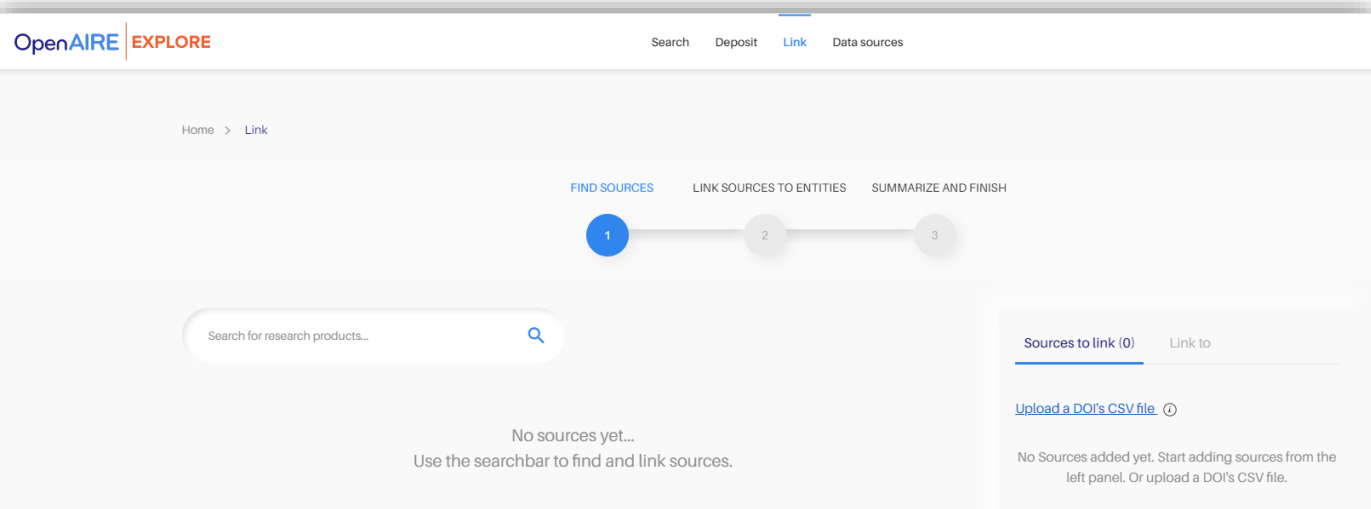 OpenAIRE EXPLORE Search Deposit Link Data sources
Home > Link
FIND SOURCES LINK SOURCES TO ENTITIES SUMMARIZE AND FINISH
1 2 3
Search for research products...
Sources to link (0) Link to
Upload a DOI's CSV file
No sources yet...
Use the searchbar to find and link sources.
No Sources added yet. Start adding sources from the
left panel. Or upload a DOI's CSV file.